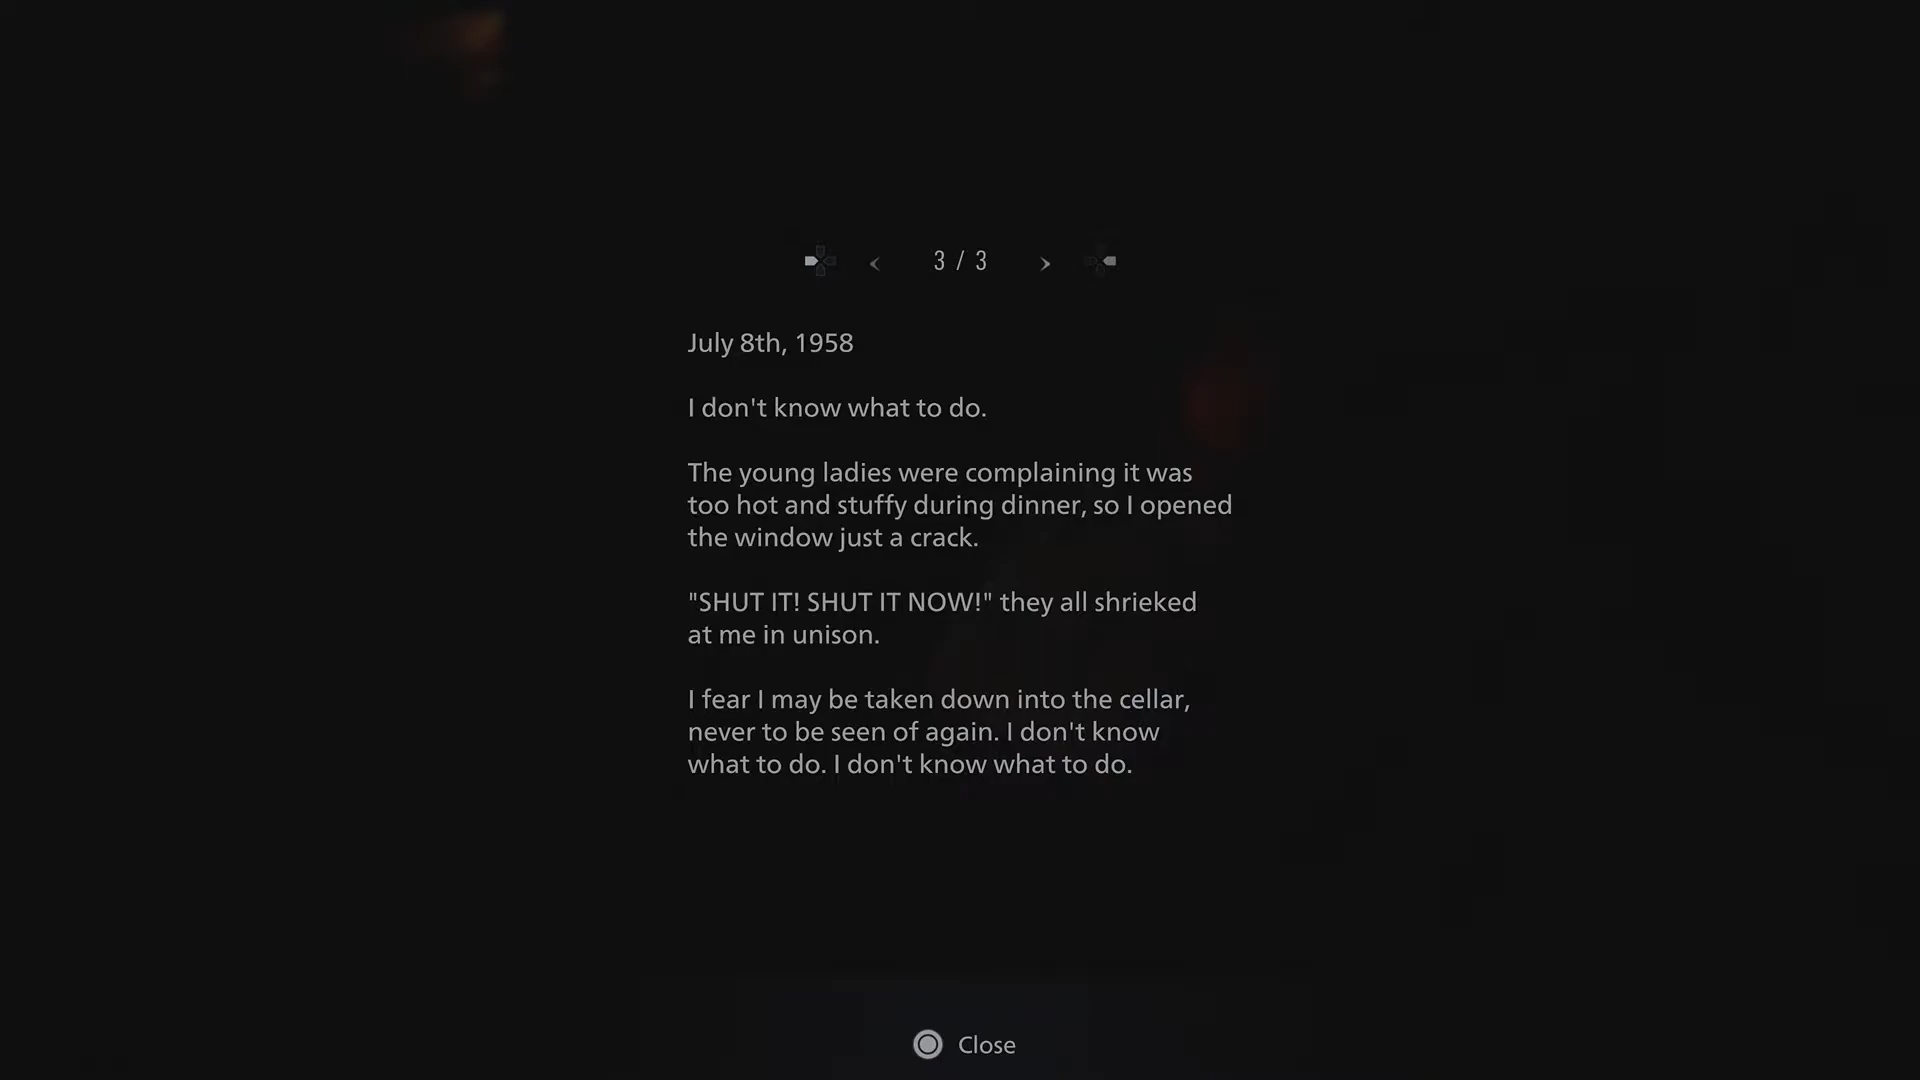 < 3 / 3 >
July 8th, 1958
I don't know what to do.
The young ladies were complaining it was
too hot and stuffy during dinner, so I opened
the window just a crack.
"SHUT IT! SHUT IT NOW!" they all shrieked
at me in unison.
I fear I may be taken down into the cellar,
never to be seen of again. I don't know
what to do. I don't know what to do.
Close